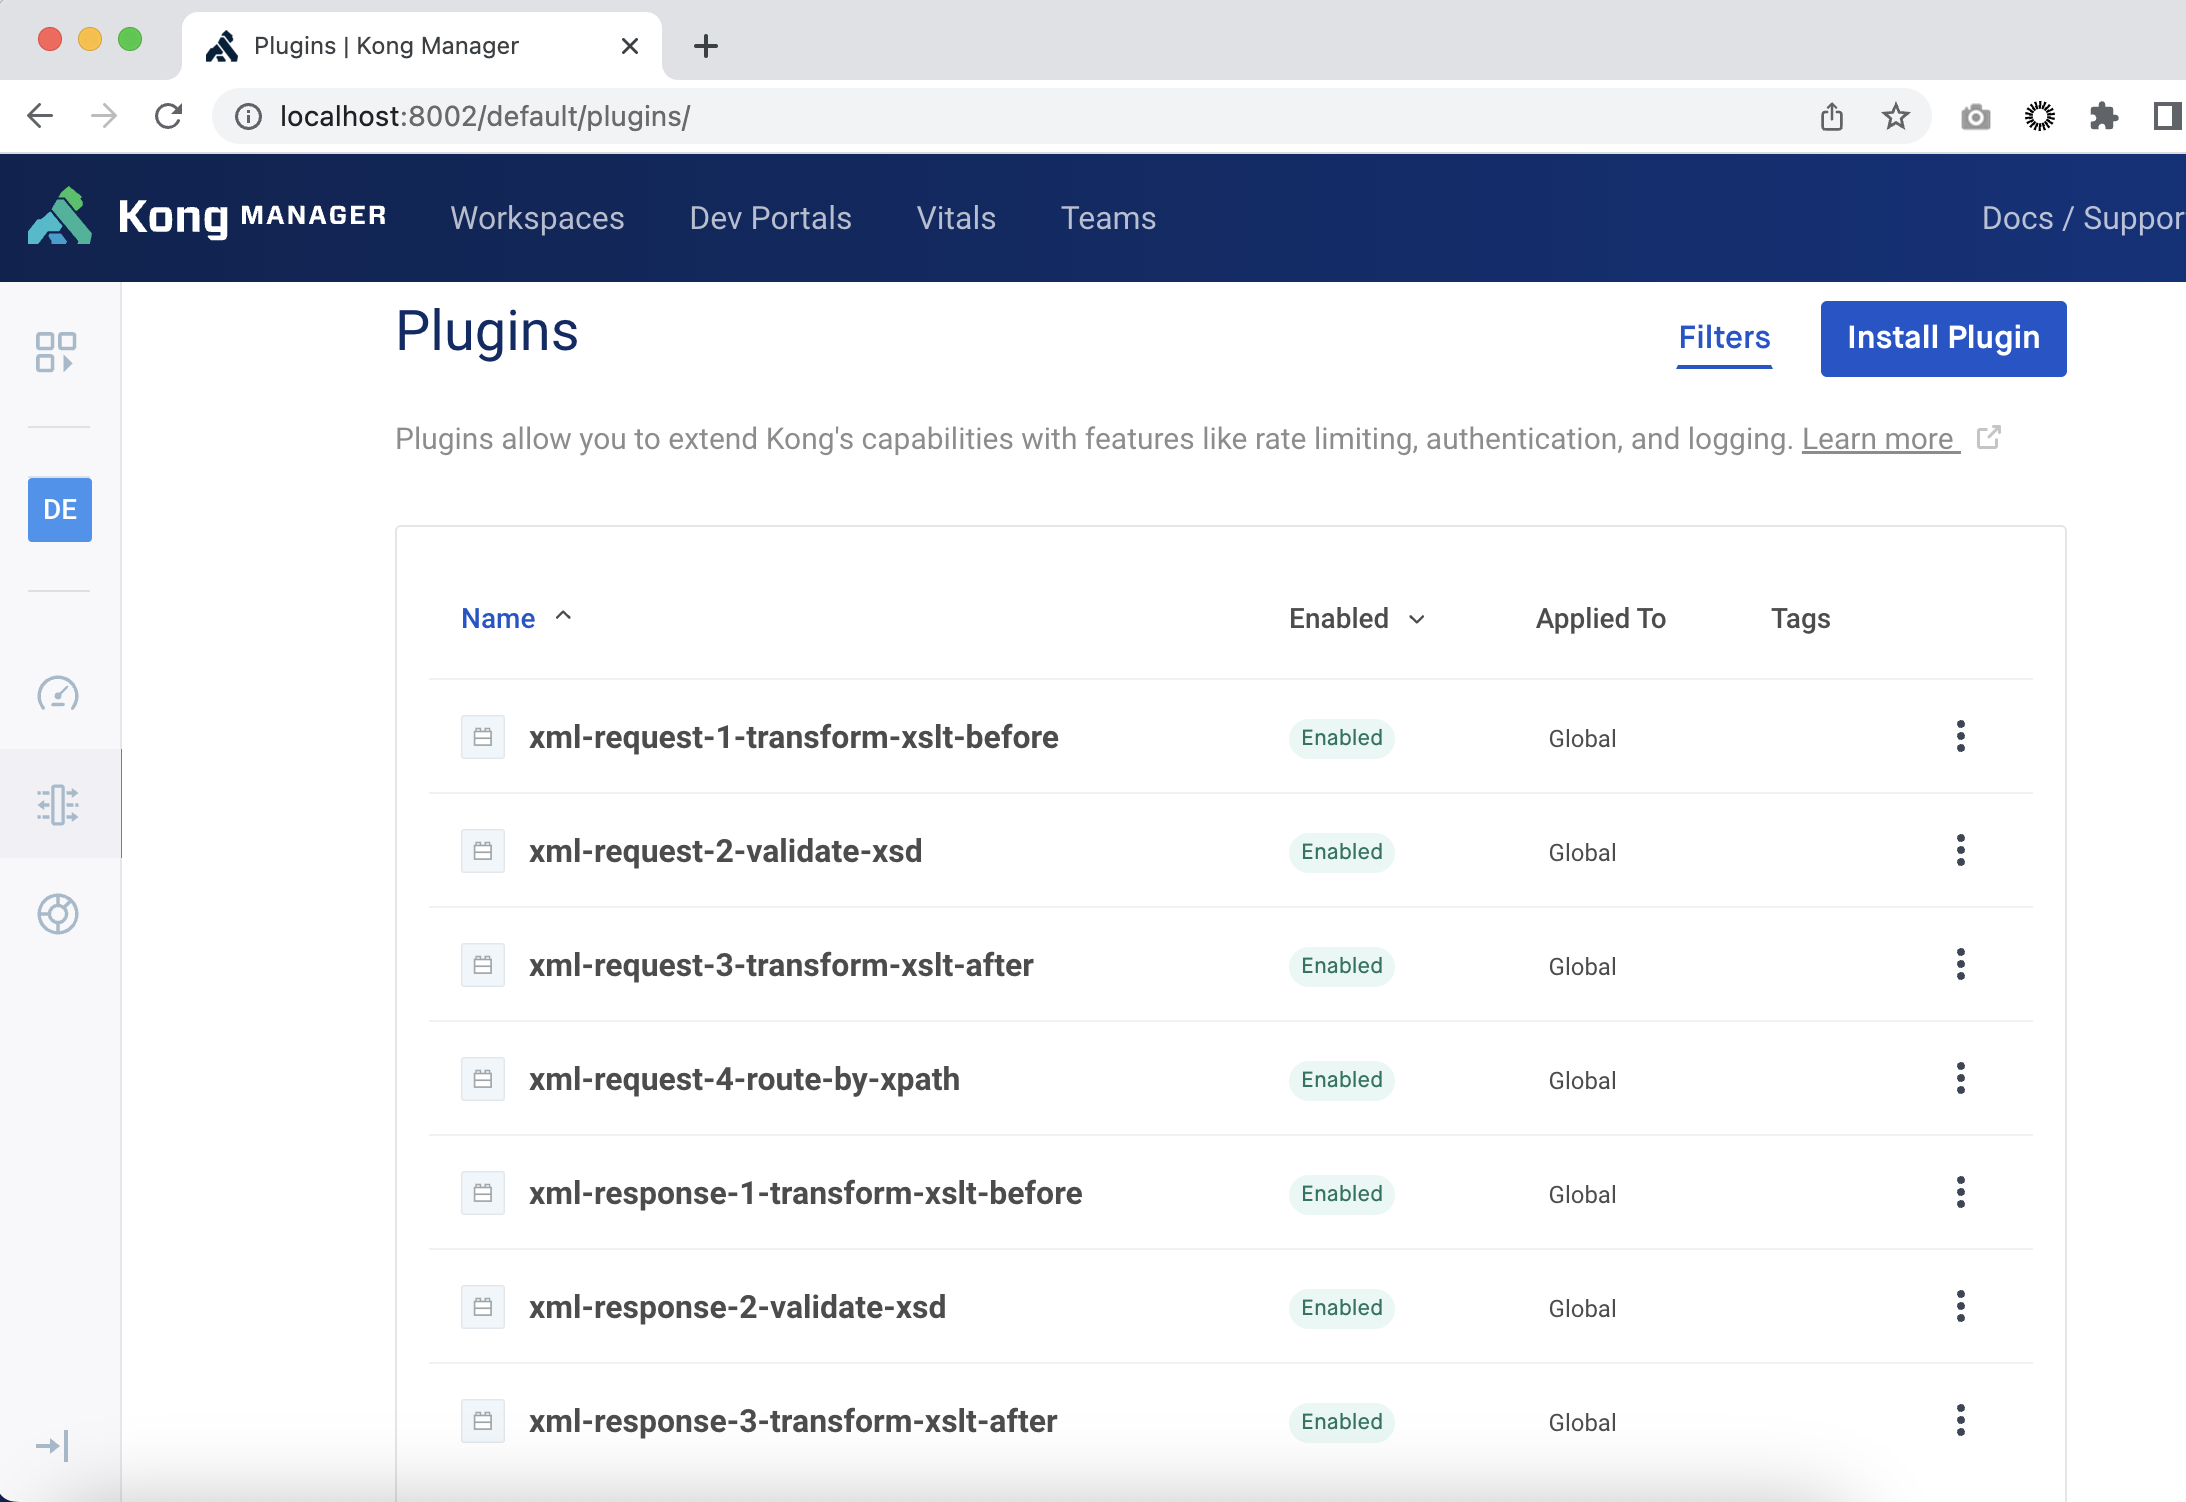 Plugins | Kong Manager
localhost:8002/default/plugins/
Kong MANAGER Workspaces Dev Portals Vitals Teams Docs / Suppor
Plugins Filters Install Plugin
Plugins allow you to extend Kong's capabilities with features like rate limiting, authentication, and logging. Learn more
DE
Name Enabled Applied To Tags
xml-request-1-transform-xslt-before Enabled Global
xml-request-2-validate-xsd Enabled Global
xml-request-3-transform-xslt-after Enabled Global
xml-request-4-route-by-xpath Enabled Global
xml-response-1-transform-xslt-before Enabled Global
xml-response-2-validate-xsd Enabled Global
xml-response-3-transform-xslt-after Enabled Global